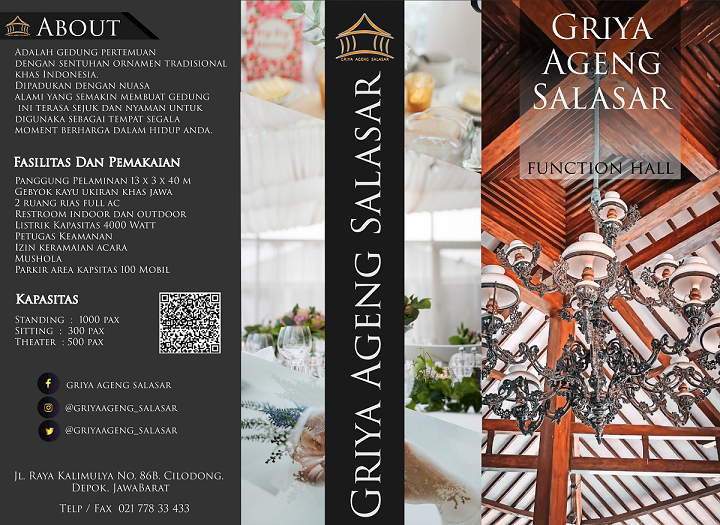 About
Adalah gedung pertemuan
dengan sentuhan ornamen tradisional
khas Indonesia.
Dipadukan dengan nuasa
alami yang semakin membuat gedung
ini terasa sejuk dan nyaman untuk
digunaka sebagai tempat segala
moment berharga dalam hidup anda.
Fasilitas Dan Pemakaian
Panggung Pelaminan 13 x 3 x 40 m
Gebyok kayu ukiran khas jawa
2 ruang rias full ac
Restroom indoor dan outdoor
Listrik Kapasitas 4000 Watt
Petugas Keamanan
Izin keramaian acara
Mushola
Parkir area kapsitas 100 Mobil
Kapasitas
Standing : 1000 pax
Sitting : 300 pax
Theater : 500 pax
griya ageng salasar
@griyaageng_salasar
@griyaageng_salasar
Jl. Raya Kalimulya No. 86B, Cilodong,
Depok, JawaBarat
Telp / Fax 021 778 33 433
GRIYA AGENG SALASAR
Griya Ageng Salasar
Griya
Ageng
Salasar
function hall